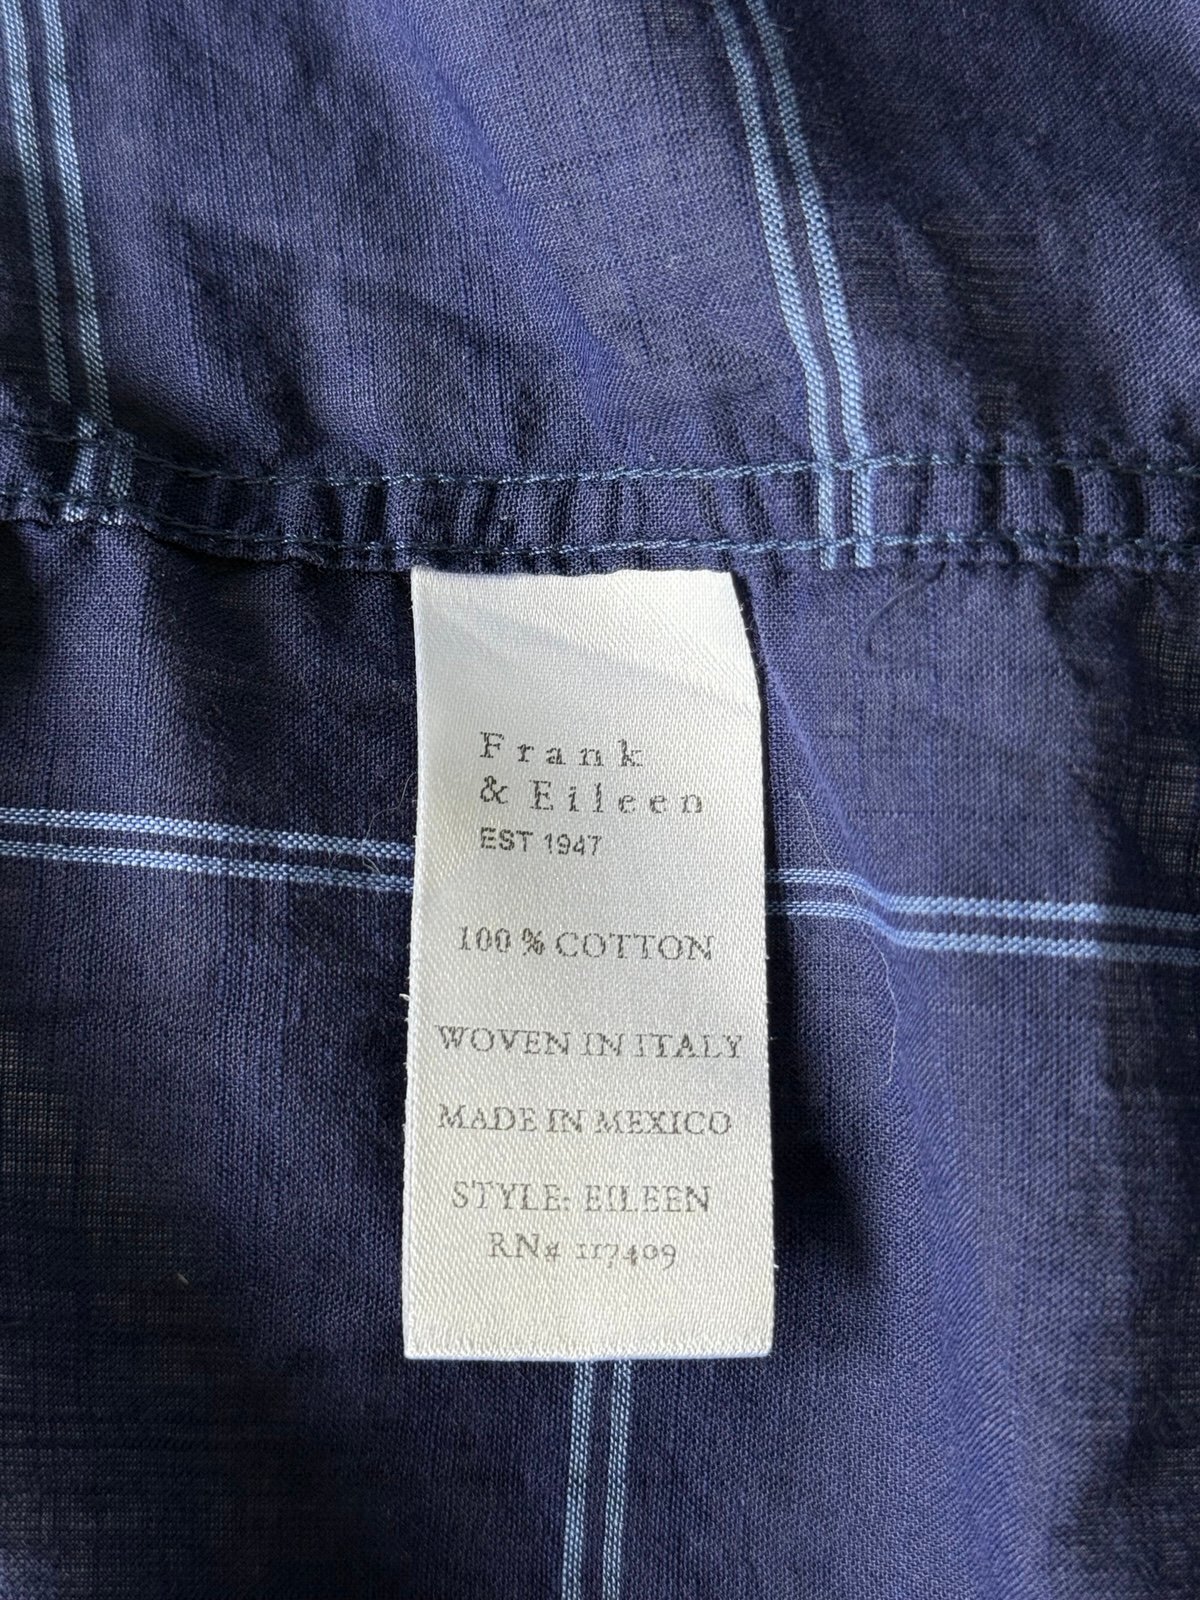 Frank
& Eileen
EST 1947
100 % COTTON
WOVEN IN ITALY
MADE IN MEXICO
STYLE: EILEEN
RN# 117409